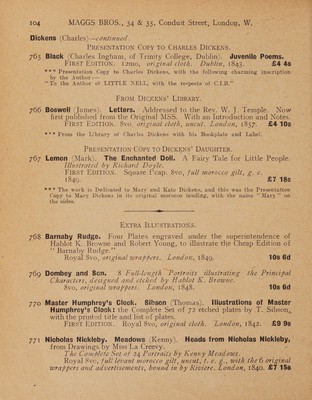 104 MAGGS BROS., 34 & 35, Conduit Street, London, W.
Dickens (Charles)—continued.
PRESENTATION COPY TO CHARLES DICKENS.
765 Black (Charles Ingham, of Trinity College, Dublin). Juvenile Poems.
FIRST EDITION. 12mo, original cloth. Dublin, 1843. £4 4s
*** Presentation Copy to Charles Dickens, with the following charming inscription
by the Author :—
"To the Author of LITTLE NELL, with the respects of C.I.B."
FROM DICKENS' LIBRARY.
766 Boswell (James). Letters. Addressed to the Rev. W. J. Temple. Now
first published from the Original MSS. With an Introduction and Notes.
FIRST EDITION. 8vo, original cloth, uncut. London, 1857. £4 10s
*** From the Library of Charles Dickens with his Bookplate and Label.
PRESENTATION COPY TO DICKENS' DAUGHTER.
767 Lemon (Mark). The Enchanted Doll. A Fairy Tale for Little People.
Illustrated by Richard Doyle.
FIRST EDITION. Square fcap. 8vo, full morocco gilt, g. e.
1849. £7 18s
*** The work is Dedicated to Mary and Kate Dickens, and this was the Presentation
Copy to Mary Dickens in the original morocco binding, with the name "Mary" on
the sides.
EXTRA ILLUSTRATIONS.
768 Barnaby Rudge. Four Plates engraved under the superintendence of
Hablot K. Browne and Robert Young, to illustrate the Cheap Edition of
"Barnaby Rudge."
Royal 8vo, original wrappers. London, 1849. 10s 6d
769 Dombey and Son. 8 Full-length Portraits illustrating the Principal
Characters, designed and etched by Hablot K. Browne.
8vo, original wrappers. London, 1848. 10s 6d
770 Master Humphrey's Clock. Sibson (Thomas). Illustrations of Master
Humphrey's Clock: the Complete Set of 72 etched plates by T. Sibson,
with the printed title and list of plates.
FIRST EDITION. Royal 8vo, original cloth. London, 1842. £9 9s
771 Nicholas Nickleby. Meadows (Kenny). Heads from Nicholas Nickleby,
from Drawings by Miss La Creevy.
The Complete Set of 24 Portraits by Kenny Meadows.
Royal 8vo, full levant morocco gilt, uncut, t. e. g., with the 6 original
wrappers and advertisements, bound in by Riviere. London, 1840. £7 15s